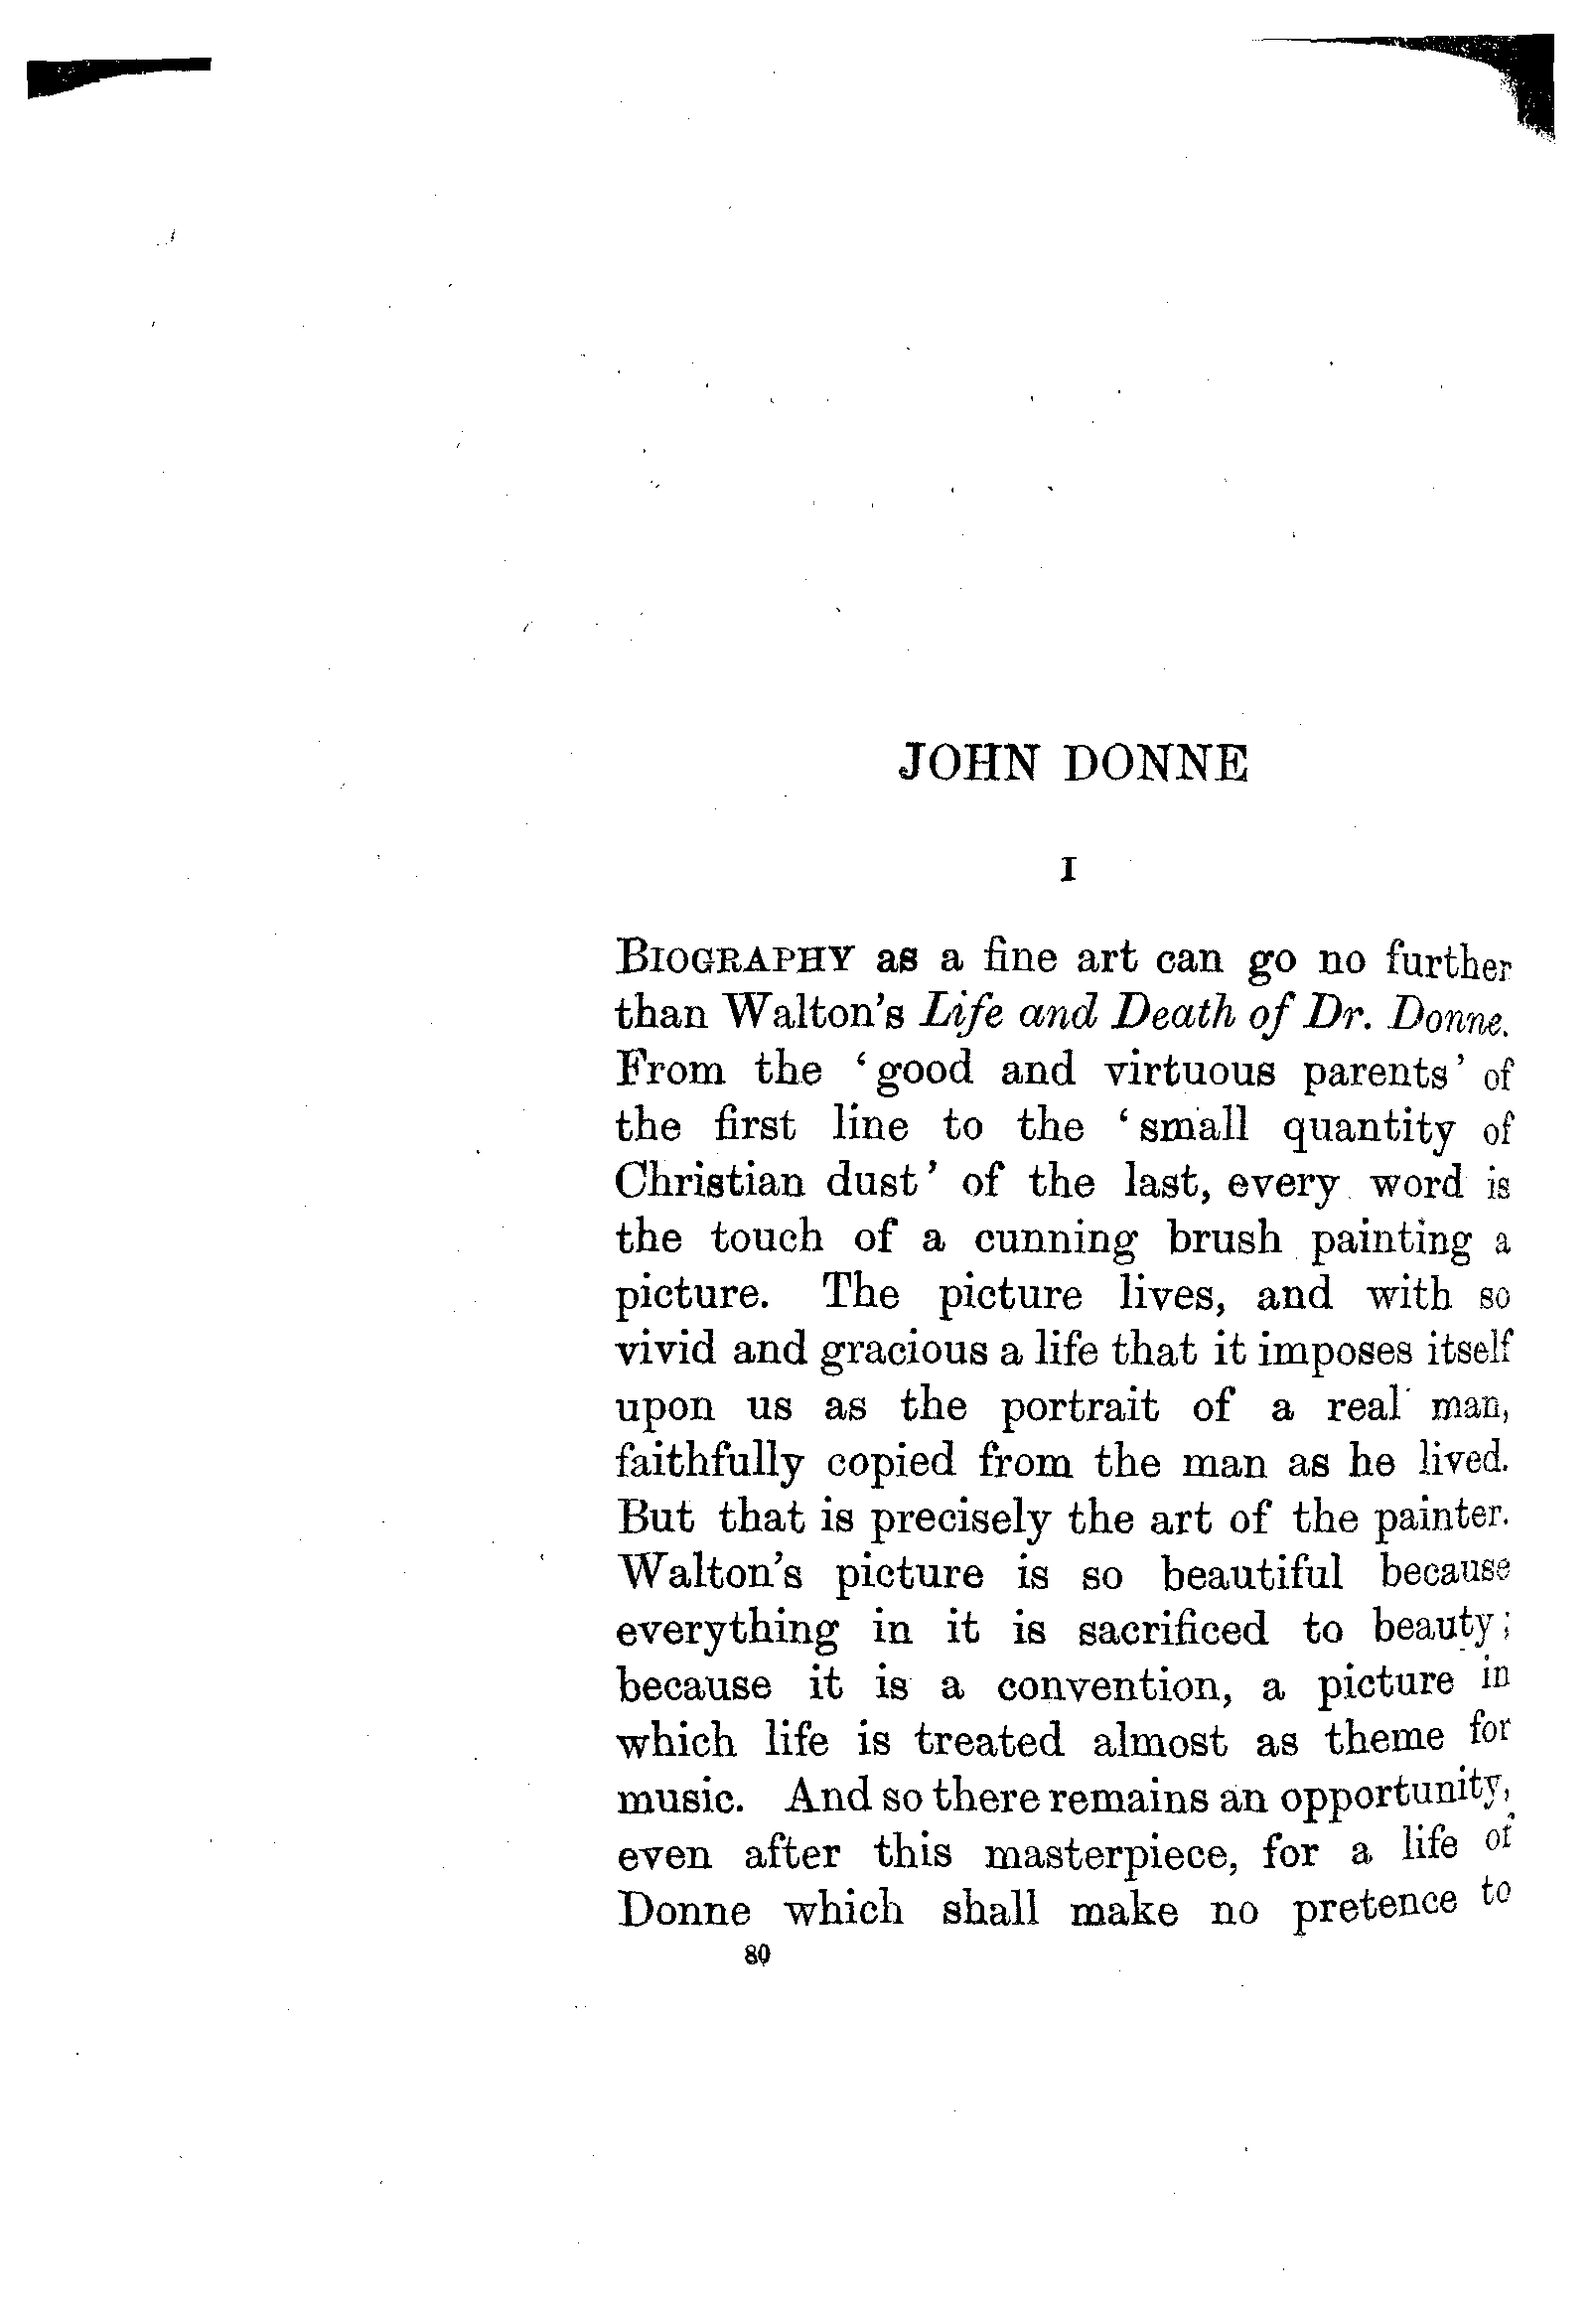 JOHN DONNE
I
BIOGRAPHY as a fine art can go no further
than Walton's Life and Death of Dr. Donne.
From the ‘good and virtuous parents’ of
the first line to the ‘small quantity of
Christian dust’ of the last, every word is
the touch of a cunning brush painting a
picture. The picture lives, and with so
vivid and gracious a life that it imposes itself
upon us as the portrait of a real man,
faithfully copied from the man as he lived.
But that is precisely the art of the painter.
Walton's picture is so beautiful because
everything in it is sacrificed to beauty;
because it is a convention, a picture in
which life is treated almost as theme for
music. And so there remains an opportunity,
even after this masterpiece, for a life of
Donne which shall make no pretence to
80